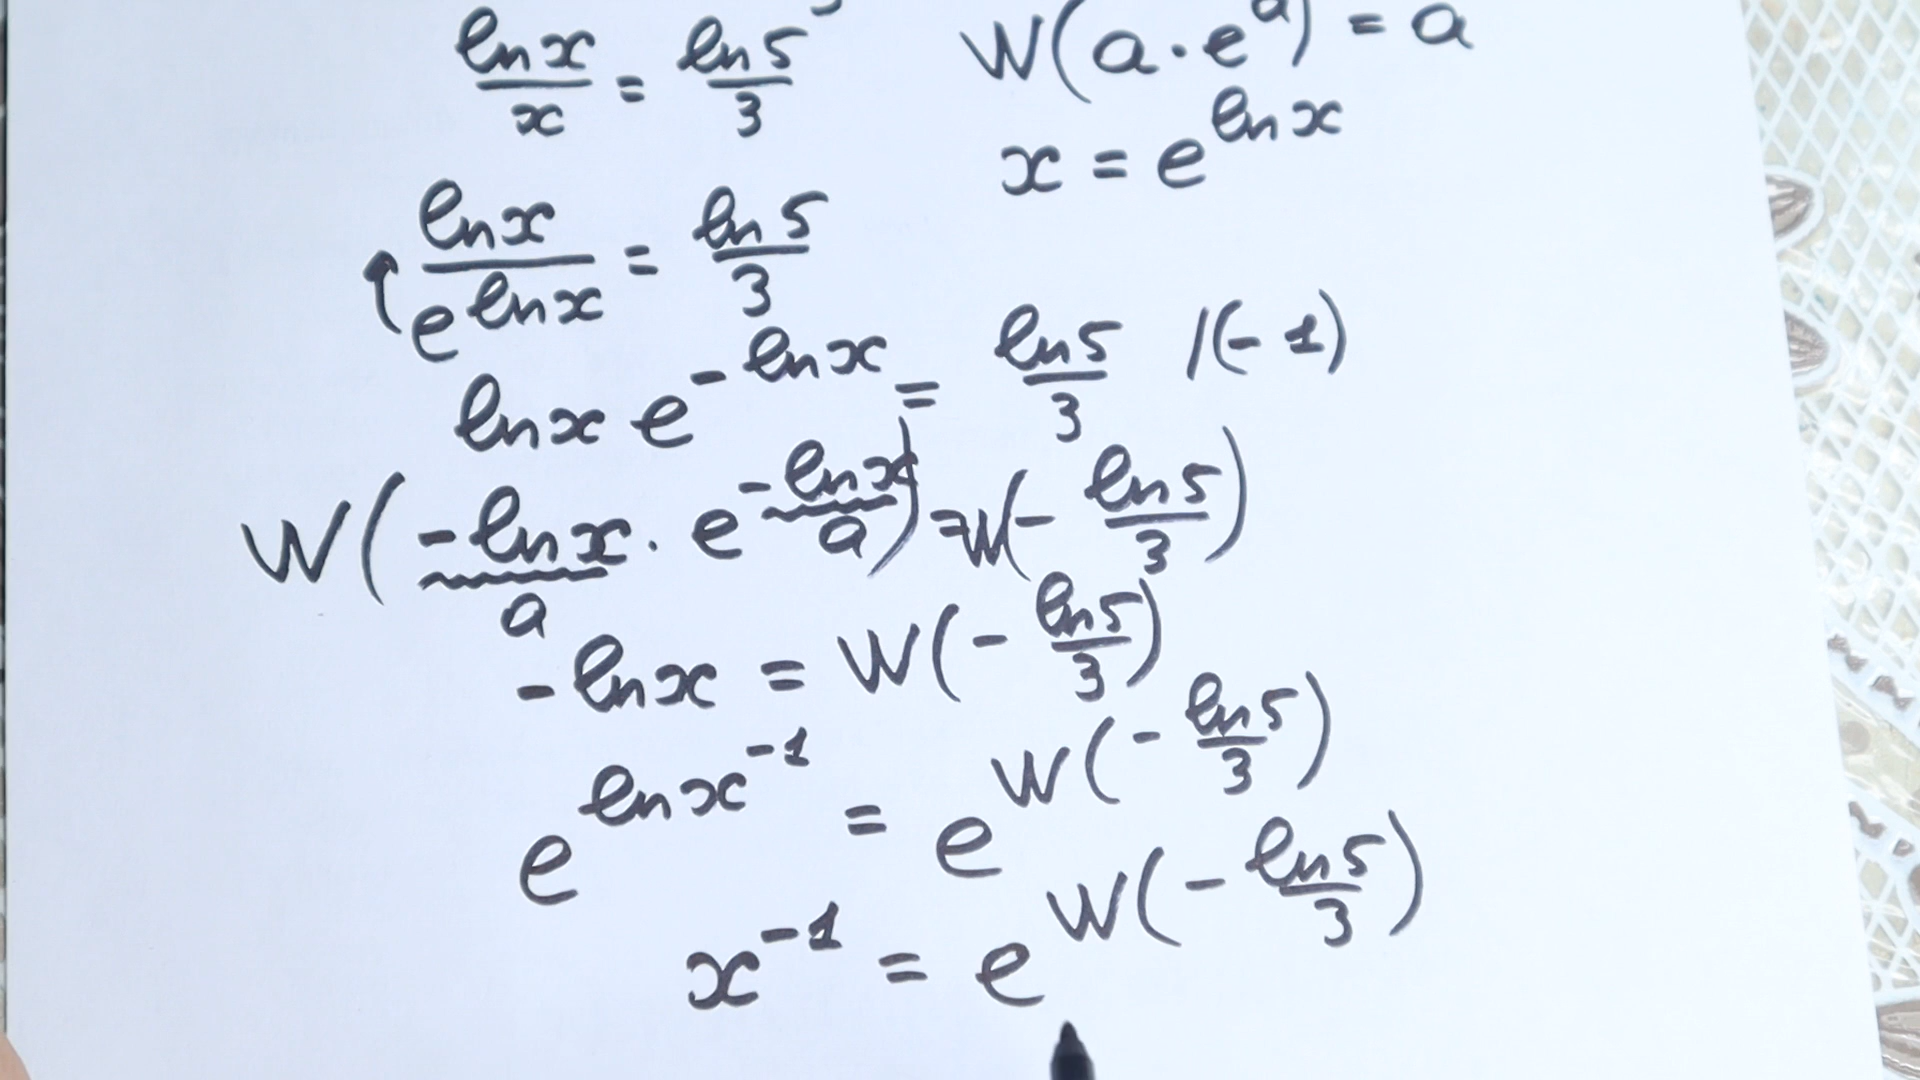 ln x / x = ln 5 / 3
W(a · e^a) = a
x = e^(ln x)
ln x / e^(ln x) = ln 5 / 3
ln x e^(- ln x) = ln 5 / 3 /(- 1)
W(- ln x · e^(- ln x)) = W(- ln 5 / 3)
a a
- ln x = W(- ln 5 / 3)
e^(ln x^(-1)) = e^(W(- ln 5 / 3))
x^(-1) = e^(W(- ln 5 / 3))